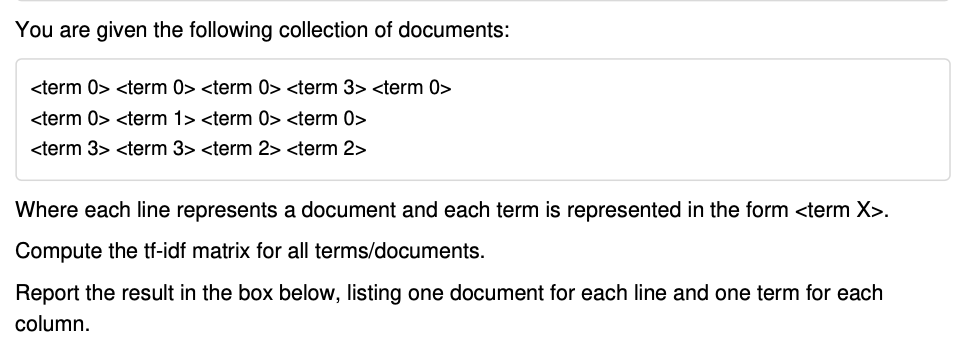 You are given the following collection of documents:
<term 0> <term 0> <term 0> <term 3> <term 0>
<term 0> <term 1> <term 0> <term 0>
<term 3> <term 3> <term 2> <term 2>
Where each line represents a document and each term is represented in the form <term X>.
Compute the tf-idf matrix for all terms/documents.
Report the result in the box below, listing one document for each line and one term for each
column.